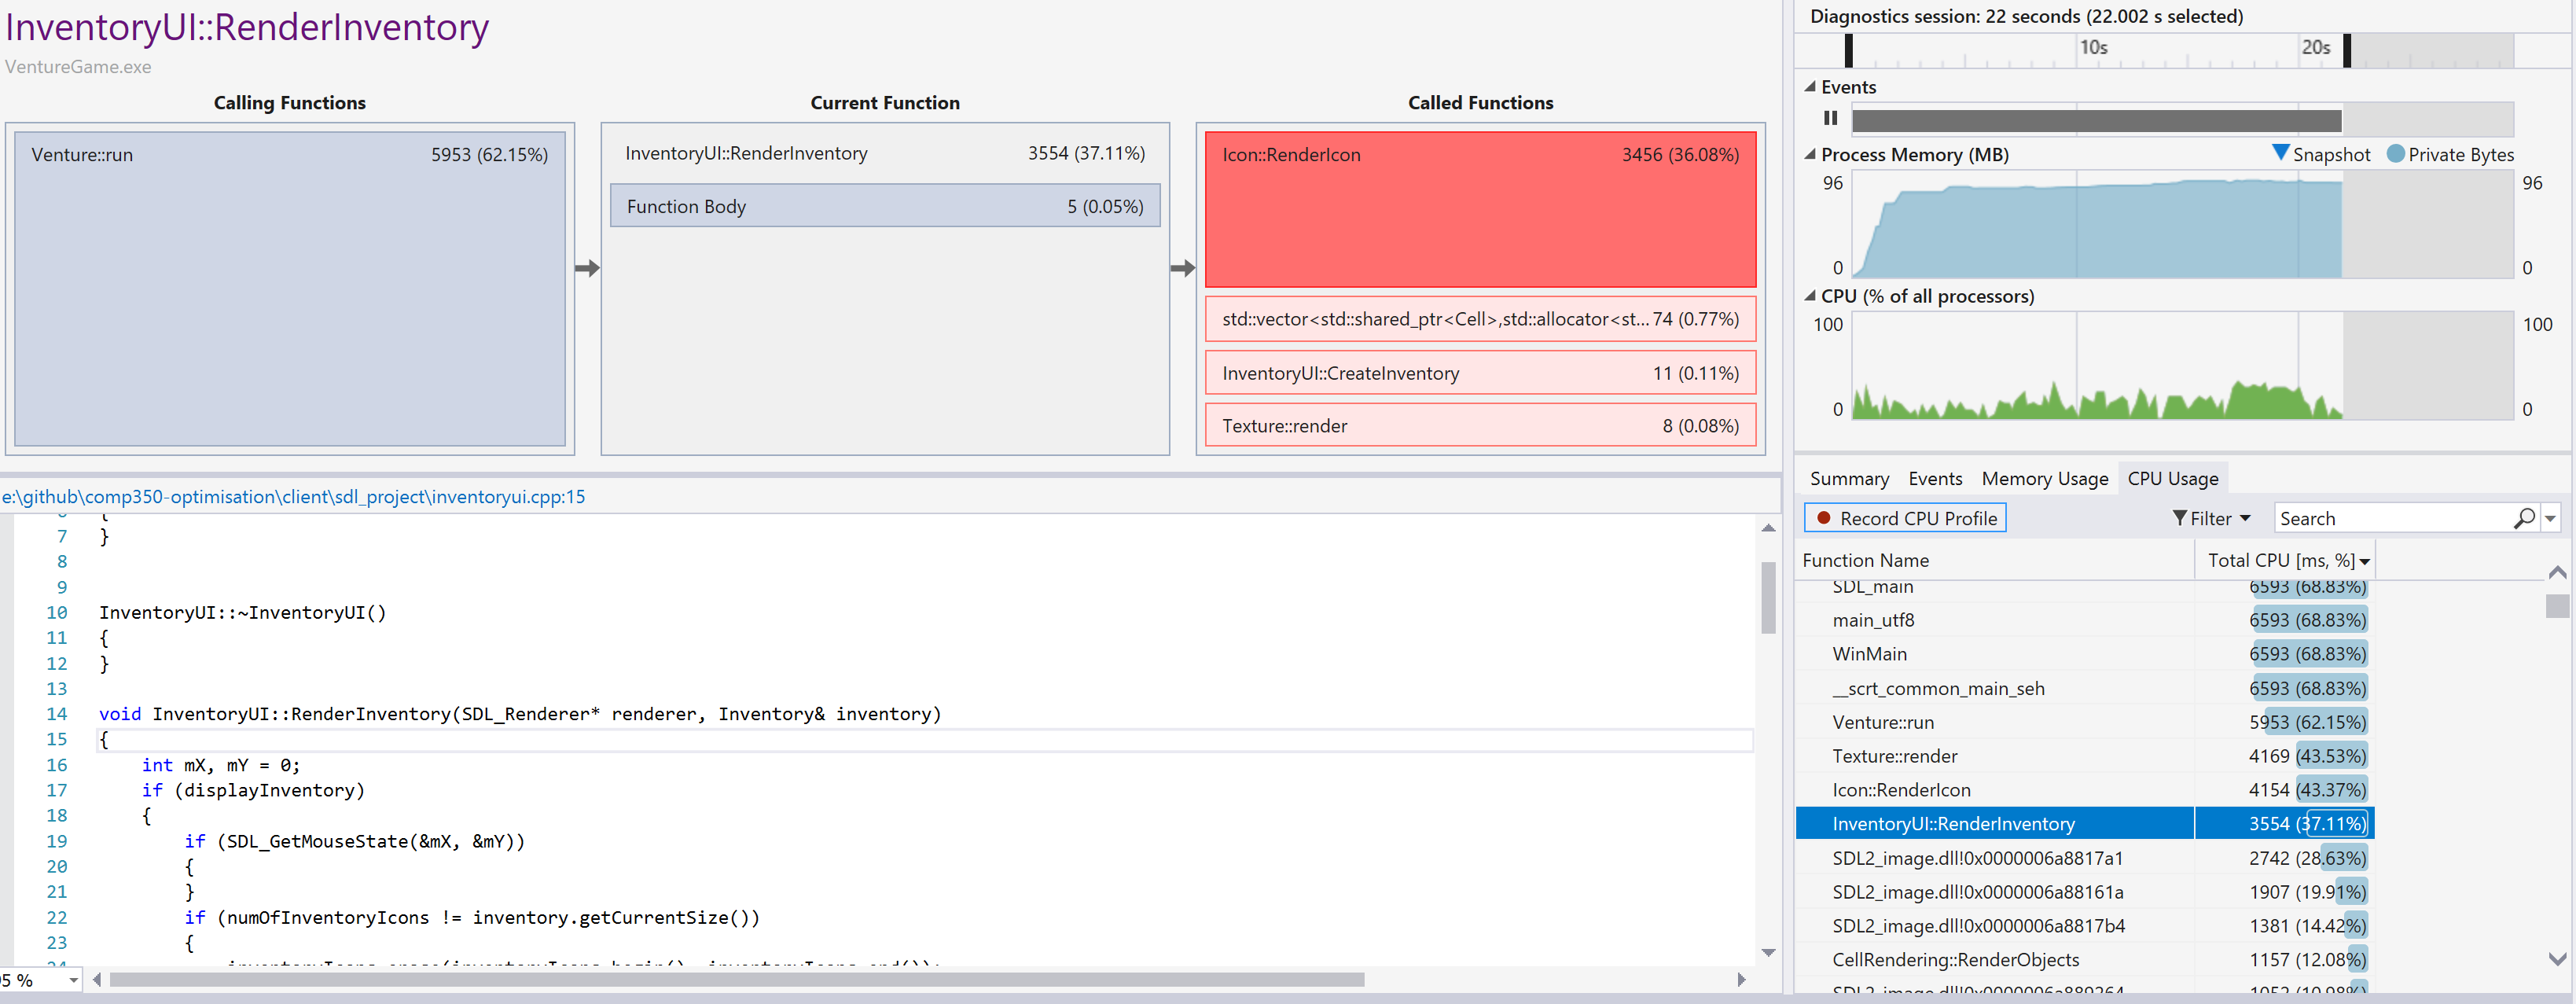 InventoryUI::RenderInventory
VentureGame.exe
Calling Functions
Current Function
Called Functions
Venture::run 5953 (62.15%)
InventoryUI::RenderInventory 3554 (37.11%)
Function Body 5 (0.05%)
Icon::RenderIcon 3456 (36.08%)
std::vector<std::shared_ptr<Cell>,std::allocator<st... 74 (0.77%)
InventoryUI::CreateInventory 11 (0.11%)
Texture::render 8 (0.08%)
e:\github\comp350-optimisation\client\sdl_project\inventoryui.cpp:15
6 {
7 }
8
9
10 InventoryUI::~InventoryUI()
11 {
12 }
13
14 void InventoryUI::RenderInventory(SDL_Renderer* renderer, Inventory& inventory)
15 {
16 int mX, mY = 0;
17 if (displayInventory)
18 {
19 if (SDL_GetMouseState(&mX, &mY))
20 {
21 }
22 if (numOfInventoryIcons != inventory.getCurrentSize())
23 {
5 %
Diagnostics session: 22 seconds (22.002 s selected)
10s 20s
Events
Process Memory (MB) Snapshot Private Bytes
96 96
0 0
CPU (% of all processors)
100 100
0 0
Summary Events Memory Usage CPU Usage
Record CPU Profile Filter Search
Function Name Total CPU [ms, %]
SDL_main 6593 (68.83%)
main_utf8 6593 (68.83%)
WinMain 6593 (68.83%)
__scrt_common_main_seh 6593 (68.83%)
Venture::run 5953 (62.15%)
Texture::render 4169 (43.53%)
Icon::RenderIcon 4154 (43.37%)
InventoryUI::RenderInventory 3554 (37.11%)
SDL2_image.dll!0x0000006a8817a1 2742 (28.63%)
SDL2_image.dll!0x0000006a88161a 1907 (19.91%)
SDL2_image.dll!0x0000006a8817b4 1381 (14.42%)
CellRendering::RenderObjects 1157 (12.08%)